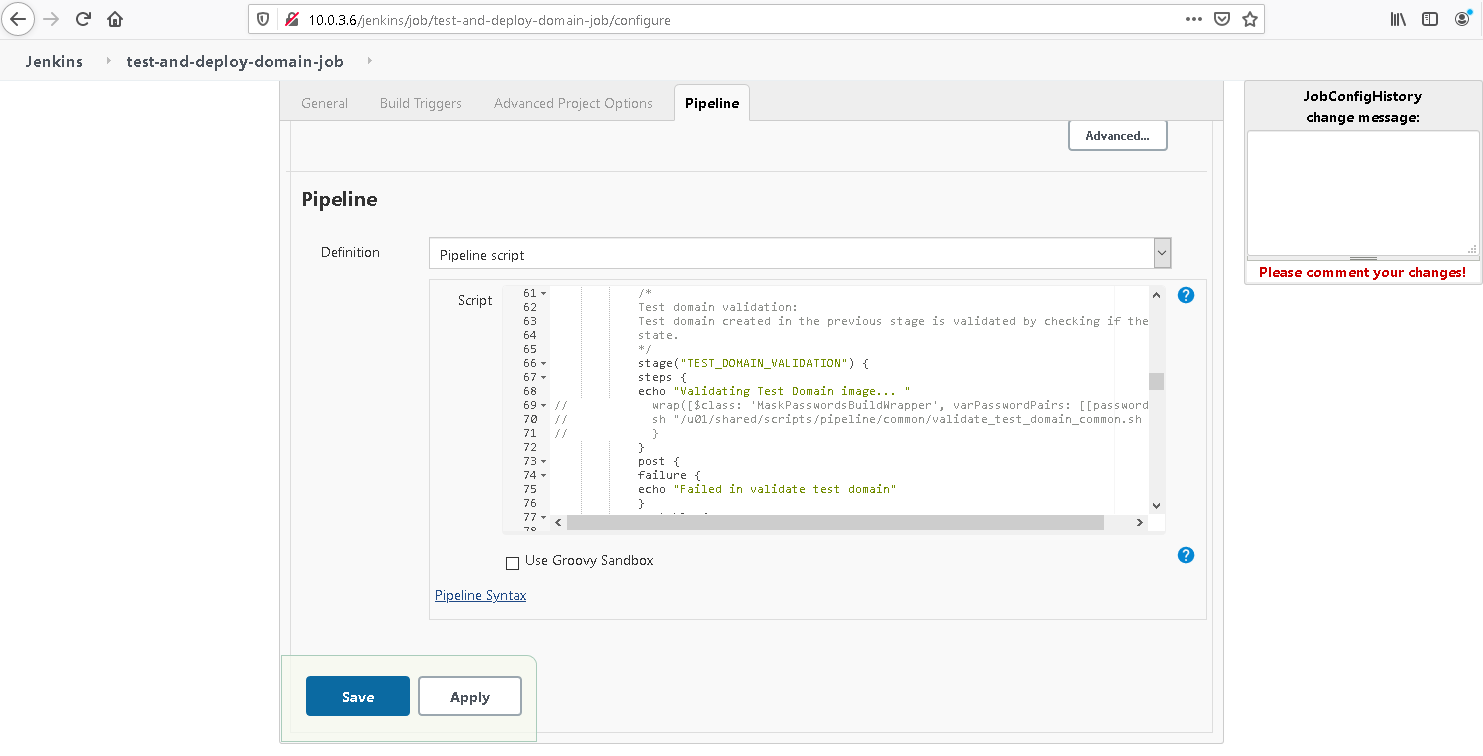 10.0.3.6/jenkins/job/test-and-deploy-domain-job/configure
Jenkins
test-and-deploy-domain-job
General
Build Triggers
Advanced Project Options
Pipeline
JobConfigHistory
change message:
Please comment your changes!
Advanced...
Pipeline
Definition
Pipeline script
Script
61 /*
62 Test domain validation:
63 Test domain created in the previous stage is validated by checking if the
64 state.
65 */
66 stage("TEST_DOMAIN_VALIDATION") {
67 steps {
68 echo "Validating Test Domain image... "
69 // wrap([$class: 'MaskPasswordsBuildWrapper', varPasswordPairs: [[password
70 // sh "/u01/shared/scripts/pipeline/common/validate_test_domain_common.sh
71 // }
72 }
73 post {
74 failure {
75 echo "Failed in validate test domain"
76 }
77
78
Use Groovy Sandbox
Pipeline Syntax
Save
Apply